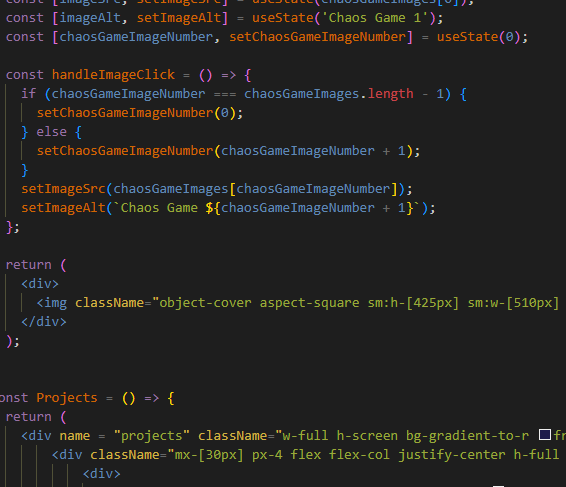 const [imageSrc, setImageSrc] = useState(chaosGameImages[0]);
const [imageAlt, setImageAlt] = useState('Chaos Game 1');
const [chaosGameImageNumber, setChaosGameImageNumber] = useState(0);
const handleImageClick = () => {
if (chaosGameImageNumber === chaosGameImages.length - 1) {
setChaosGameImageNumber(0);
} else {
setChaosGameImageNumber(chaosGameImageNumber + 1);
}
setImageSrc(chaosGameImages[chaosGameImageNumber]);
setImageAlt(`Chaos Game ${chaosGameImageNumber + 1}`);
};
return (
<div>
<img className="object-cover aspect-square sm:h-[425px] sm:w-[510px]
</div>
);
onst Projects = () => {
return (
<div name = "projects" className="w-full h-screen bg-gradient-to-r fr
<div className="mx-[30px] px-4 flex flex-col justify-center h-full
<div>